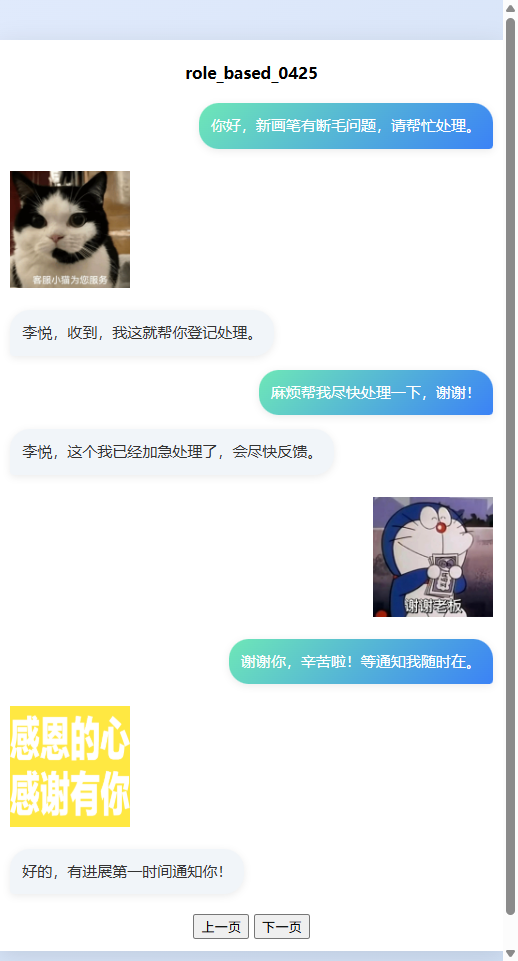 role_based_0425
你好，新画笔有断毛问题，请帮忙处理。
客服小猫为您服务
李悦，收到，我这就帮你登记处理。
麻烦帮我尽快处理一下，谢谢！
李悦，这个我已经加急处理了，会尽快反馈。
谢谢老板
谢谢你，辛苦啦！等通知我随时在。
感恩的心
感谢有你
好的，有进展第一时间通知你！
上一页 下一页